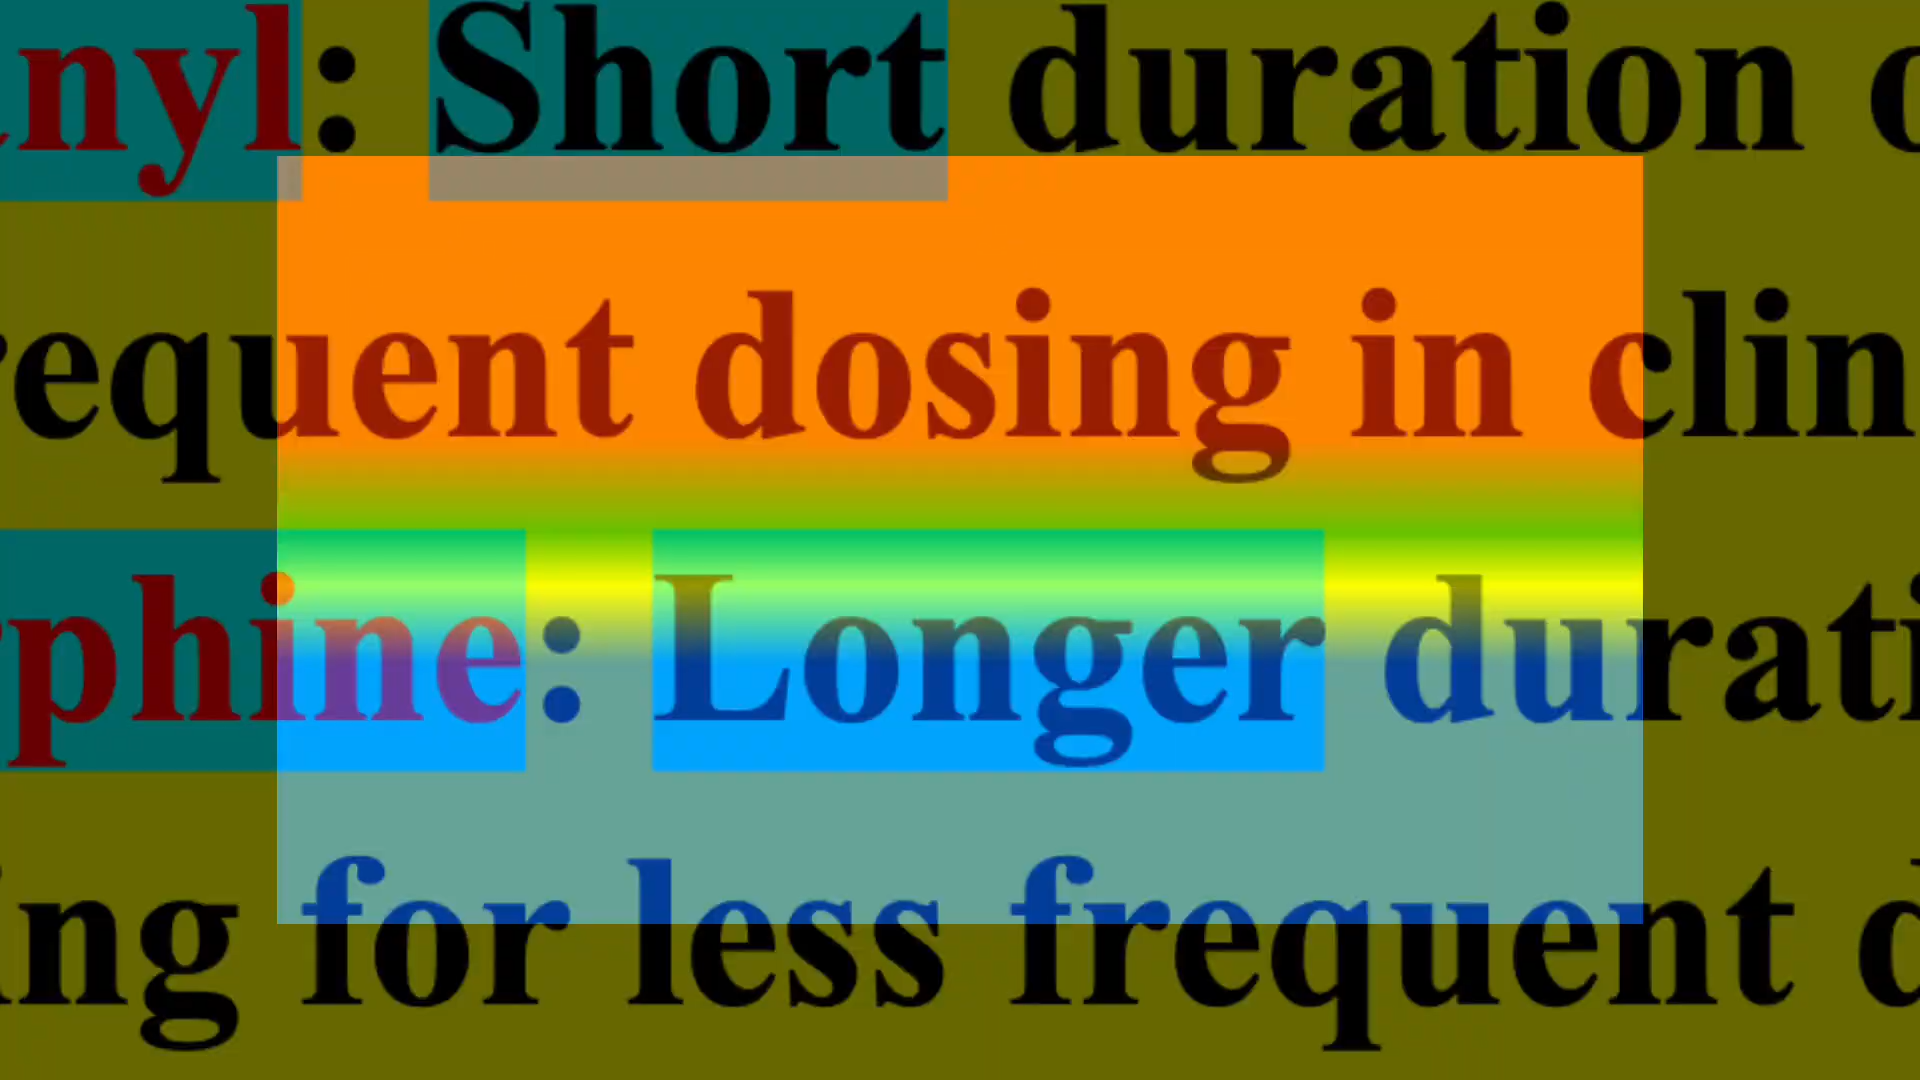 nyl: Short duration o
equent dosing in clin
phine: Longer durati
ing for less frequent d